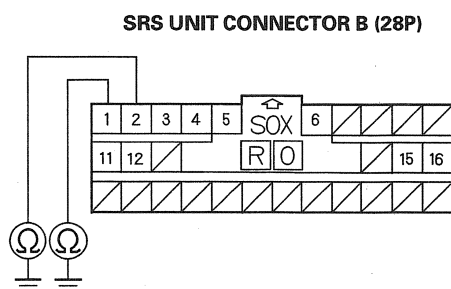 SRS UNIT CONNECTOR B (28P)
1 2 3 4 5 SOX 6
11 12 R O 15 16
Ω Ω